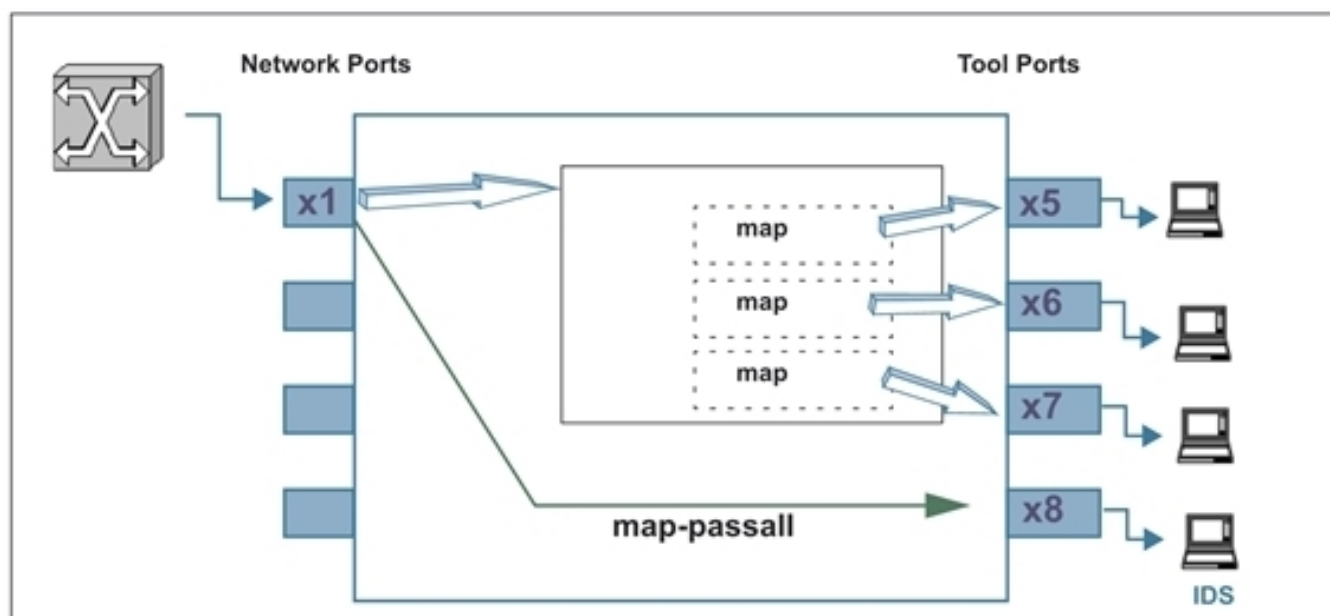 Network Ports
Tool Ports
x1
map
x5
map
x6
map
x7
map-passall
x8
IDS